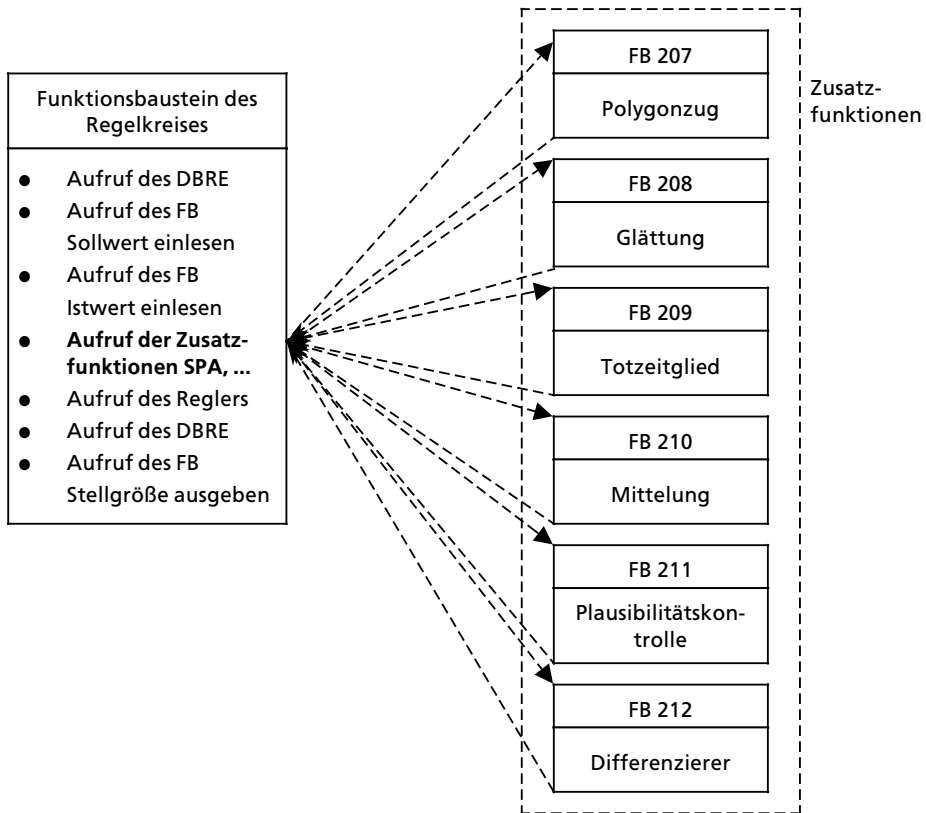 Funktionsbaustein des
Regelkreises
● Aufruf des DBRE
● Aufruf des FB
Sollwert einlesen
● Aufruf des FB
Istwert einlesen
● Aufruf der Zusatz-
funktionen SPA, ...
● Aufruf des Reglers
● Aufruf des DBRE
● Aufruf des FB
Stellgröße ausgeben
FB 207
Polygonzug
FB 208
Glättung
FB 209
Totzeitglied
FB 210
Mittelung
FB 211
Plausibilitätskon-
trolle
FB 212
Differenzierer
Zusatz-
funktionen